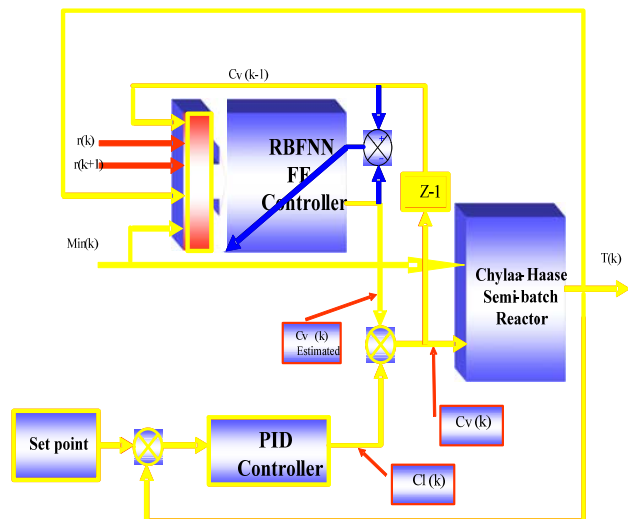 Cv (k-1)
r(k)
r(k+1)
RBFNN
FF
Controller
+
−
Z-1
Min(k)
T(k)
Chylaa-Haase
Semi-batch
Reactor
Cv (k)
Estimated
Cv (k)
Set point
PID
Controller
Cl (k)